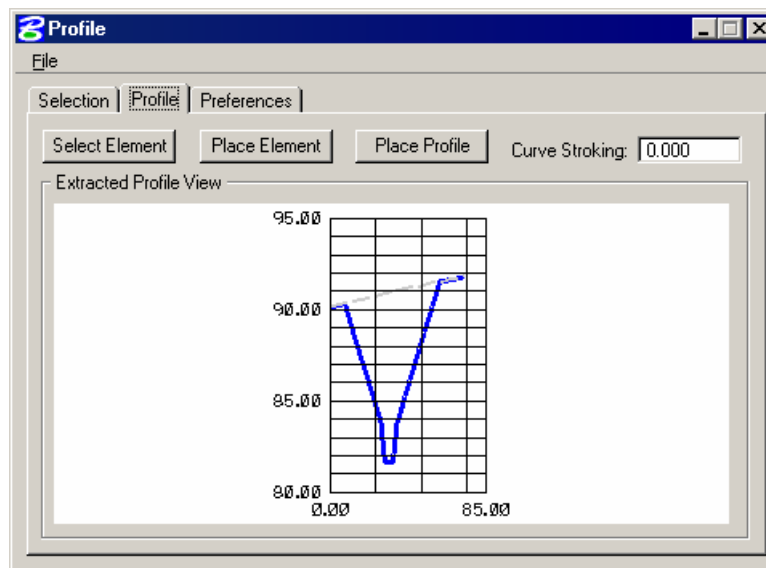 Profile
File
Selection Profile Preferences
Select Element Place Element Place Profile Curve Stroking: 0.000
Extracted Profile View
95.00
90.00
85.00
80.00
0.00 85.00